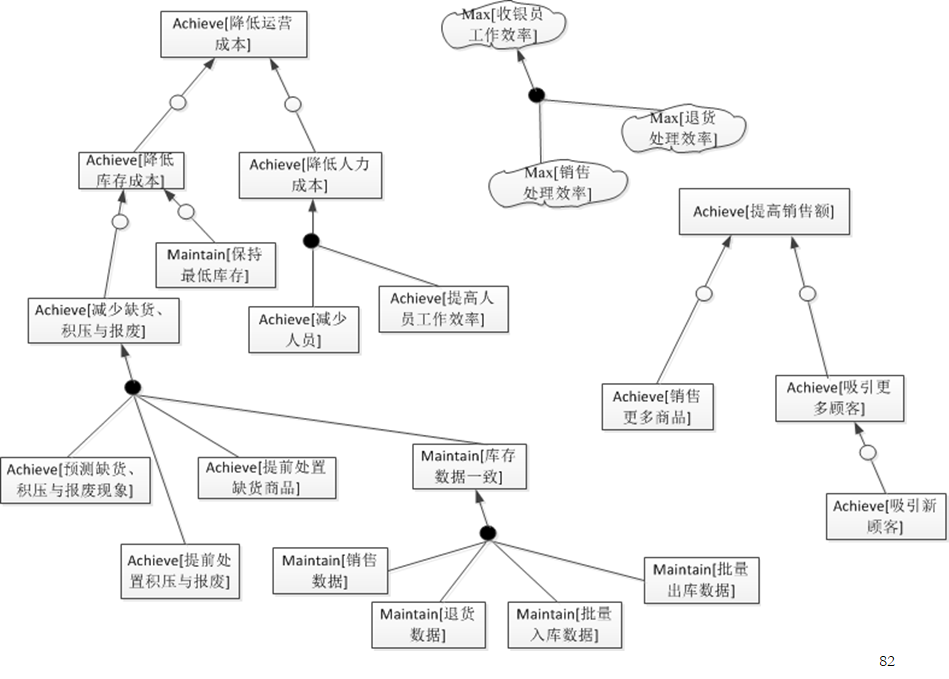 Achieve[降低运营
成本]
Max[收银员
工作效率]
Max[退货
处理效率]
Max[销售
处理效率]
Achieve[降低
库存成本]
Achieve[降低人力
成本]
Achieve[提高销售额]
Maintain[保持
最低库存]
Achieve[减少缺货、
积压与报废]
Achieve[减少
人员]
Achieve[提高人
员工作效率]
Achieve[销售
更多商品]
Achieve[吸引更
多顾客]
Achieve[预测缺货、
积压与报废现象]
Achieve[提前处置
缺货商品]
Maintain[库存
数据一致]
Achieve[吸引新
顾客]
Achieve[提前处
置积压与报废]
Maintain[销售
数据]
Maintain[退货
数据]
Maintain[批量
入库数据]
Maintain[批量
出库数据]
82